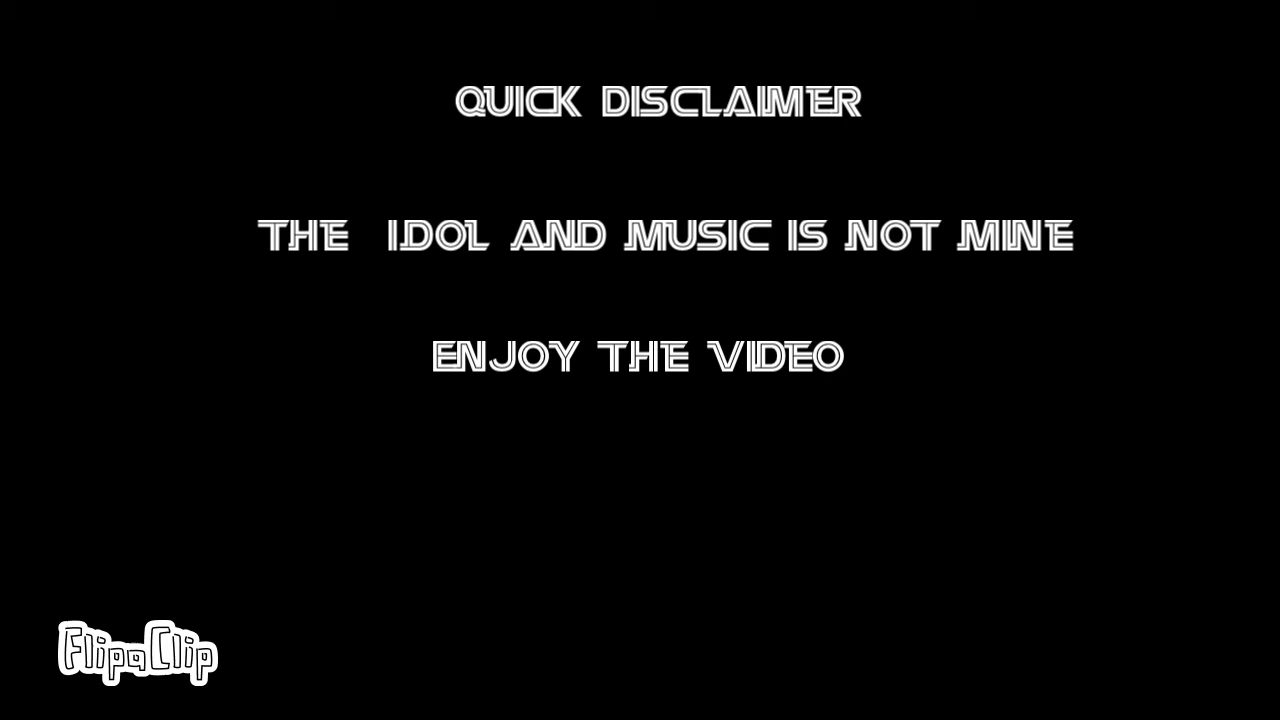 QUICK DISCLAIMER
THE IDOL AND MUSIC IS NOT MINE
ENJOY THE VIDEO
FlipaClip